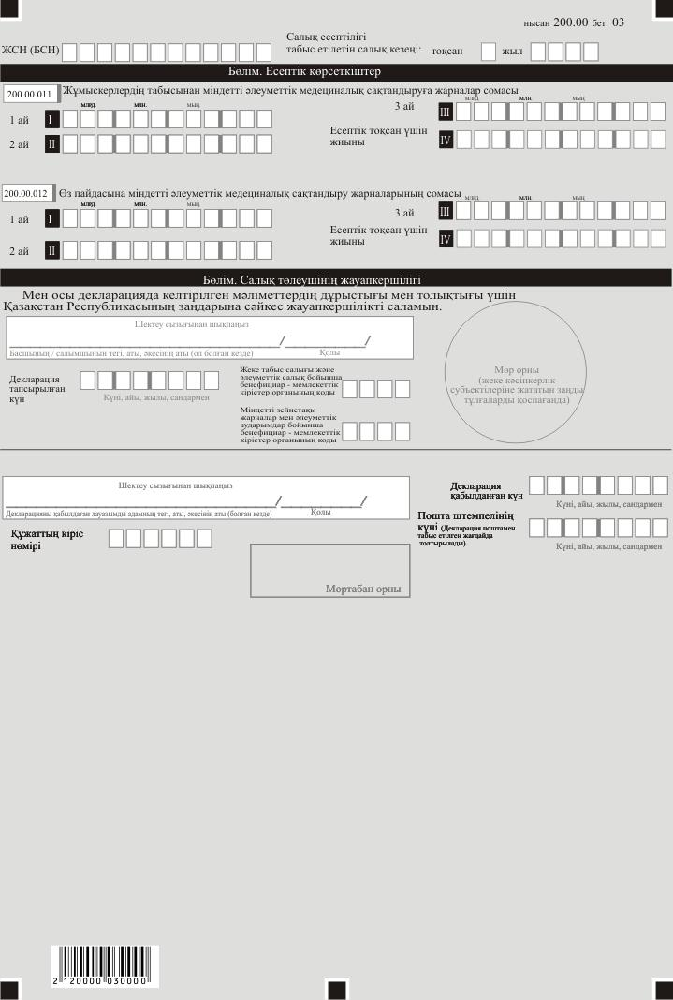 нысан 200.00 бет 03
ЖСН (БСН)
Салық есептілігі
табыс етілетін салық кезеңі: тоқсан жыл
Бөлім. Есептік көрсеткіштер
200.00.011 Жұмыскерлердің табысынан міндетті әлеуметтік медециналық сақтандыруға жарналар сомасы
млрд. млн. мың
млрд. млн. мың
1 ай I
3 ай III
2 ай II
Есептік тоқсан үшін
жиыны IV
200.00.012 Өз пайдасына міндетті әлеуметтік медециналық сақтандыру жарналарының сомасы
млрд. млн. мың
млрд. млн. мың
1 ай I
3 ай III
2 ай II
Есептік тоқсан үшін
жиыны IV
Бөлім. Салық төлеушінің жауапкершілігі
Мен осы декларацияда келтірілген мәліметтердің дұрыстығы мен толықтығы үшін
Қазақстан Республикасының заңдарына сәйкес жауапкершілікті саламын.
Шектеу сызығынан шықпаңыз
Басшының / салымшынын тегі, аты, әкесінің аты (ол болған кезде) Қолы
Декларация
тапсырылған
күн
Күні, айы, жылы, сандармен
Жеке табыс салығы және
әлеуметтік салық бойынша
бенефициар - мемлекеттік
кірістер органының коды
Міндетті зейнетақы
жарналар мен әлеуметтік
аударымдар бойынша
бенефициар - мемлекеттік
кірістер органының коды
Мөр орны
(жеке кәсіпкерлік
субъектілеріне жататын заңды
тұлғаларды қоспағанда)
Шектеу сызығынан шықпаңыз
Декларацияны қабылдаған лауазымды адамның тегі, аты, әкесінің аты (болған кезде) Қолы
Декларация
қабылданған күн
Күні, айы, жылы, сандармен
Пошта штемпелінің
күні (Декларация поштамен
табыс етілген жағдайда
толтырылады)
Күні, айы, жылы, сандармен
Құжаттың кіріс
нөмірі
Мөртабан орны
2 120000 030000